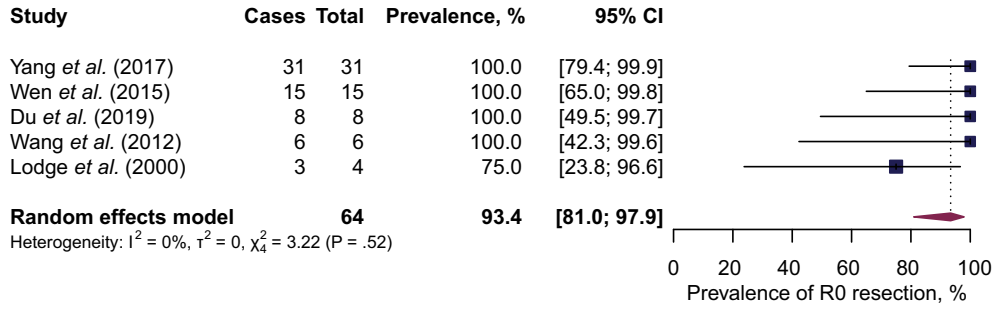 Study Cases Total Prevalence, % 95% CI
Yang et al. (2017) 31 31 100.0 [79.4; 99.9]
Wen et al. (2015) 15 15 100.0 [65.0; 99.8]
Du et al. (2019) 8 8 100.0 [49.5; 99.7]
Wang et al. (2012) 6 6 100.0 [42.3; 99.6]
Lodge et al. (2000) 3 4 75.0 [23.8; 96.6]
Random effects model 64 93.4 [81.0; 97.9]
Heterogeneity: I² = 0%, τ² = 0, χ²₄ = 3.22 (P = .52)
0 20 40 60 80 100
Prevalence of R0 resection, %